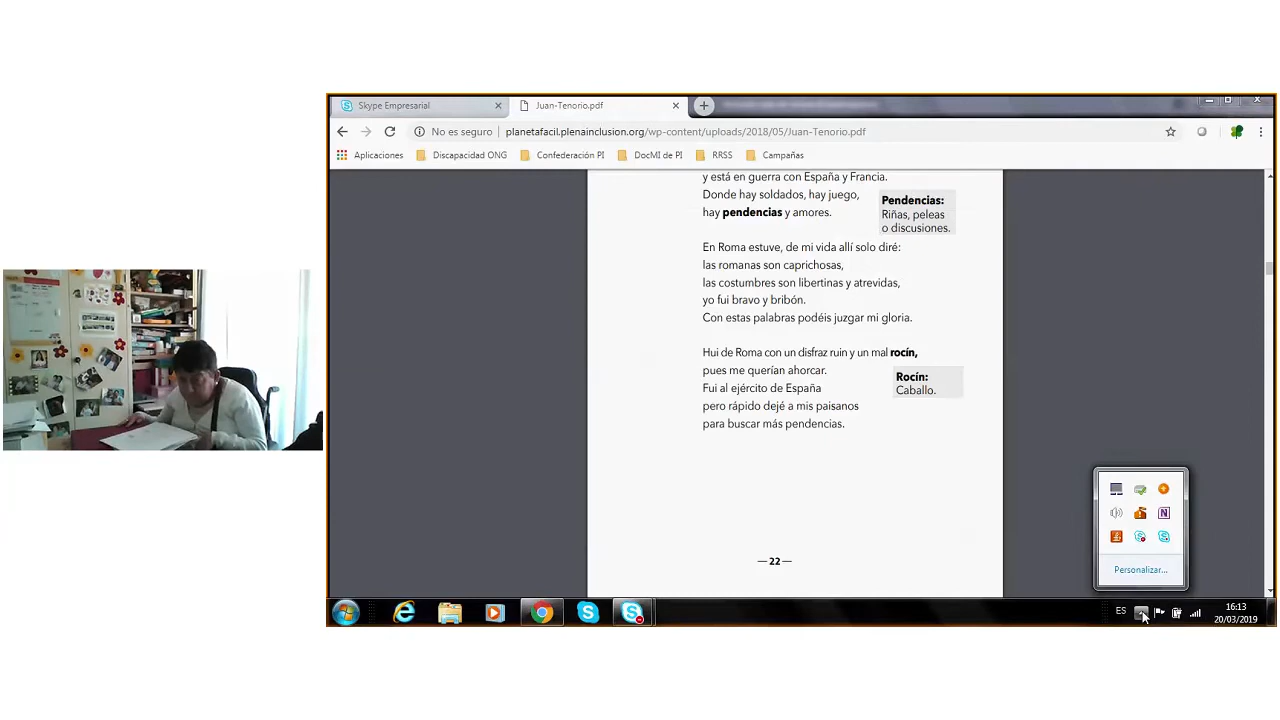 Skype Empresarial
Juan-Tenorio.pdf
No es seguro
planetafacil.plenainclusion.org/wp-content/uploads/2018/05/Juan-Tenorio.pdf
Aplicaciones
Discapacidad ONG
Confederación PI
DocMI de PI
RRSS
Campañas
y está en guerra con España y Francia.
Donde hay soldados, hay juego,
hay pendencias y amores.
Pendencias:
Riñas, peleas
o discusiones.
En Roma estuve, de mi vida allí solo diré:
las romanas son caprichosas,
las costumbres son libertinas y atrevidas,
yo fui bravo y bribón.
Con estas palabras podéis juzgar mi gloria.
Hui de Roma con un disfraz ruin y un mal rocín,
pues me querían ahorcar.
Fui al ejército de España
pero rápido dejé a mis paisanos
para buscar más pendencias.
Rocín:
Caballo.
— 22 —
Personalizar...
ES
16:13
20/03/2019